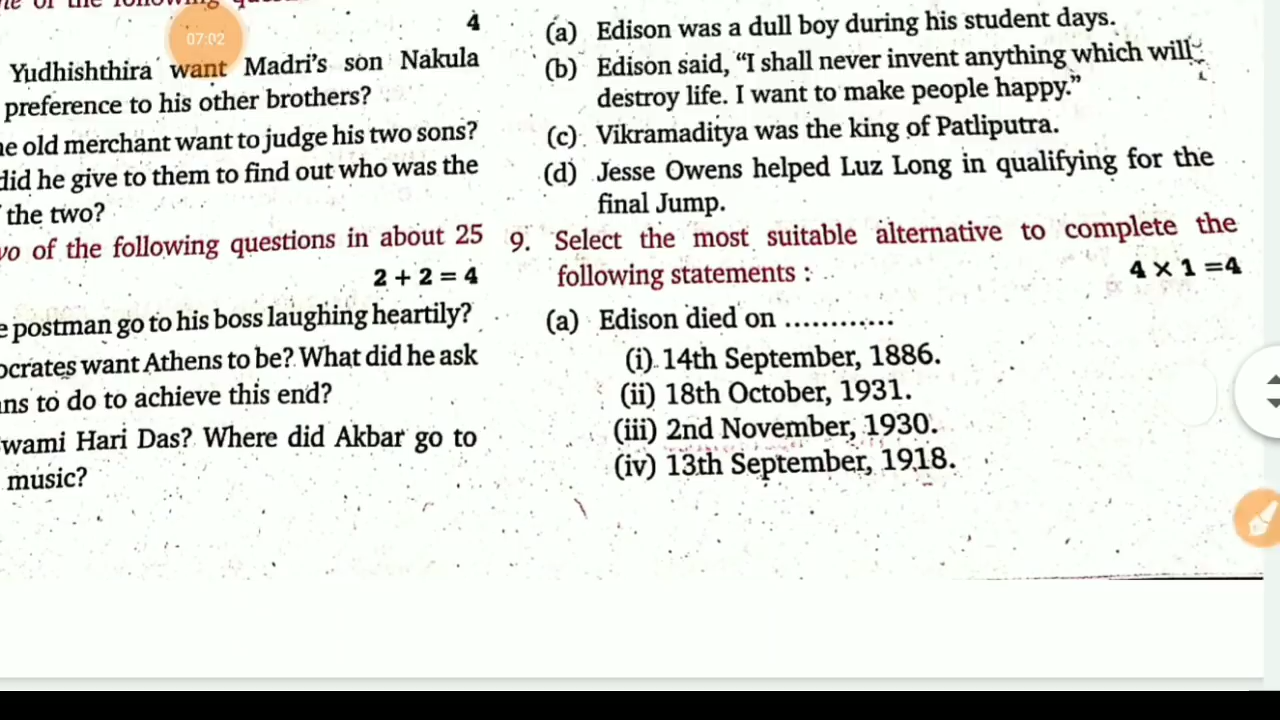 4
07:02
Yudhishthira want Madri's son Nakula
preference to his other brothers?
old merchant want to judge his two sons?
did he give to them to find out who was the
the two?
of the following questions in about 25
2 + 2 = 4
postman go to his boss laughing heartily?
want Athens to be? What did he ask
to do to achieve this end?
Hari Das? Where did Akbar go to
music?
(a) Edison was a dull boy during his student days.
(b) Edison said, "I shall never invent anything which will
destroy life. I want to make people happy."
(c) Vikramaditya was the king of Patliputra.
(d) Jesse Owens helped Luz Long in qualifying for the
final Jump.
9. Select the most suitable alternative to complete the
following statements :
4 × 1 =4
(a) Edison died on ............
(i) 14th September, 1886.
(ii) 18th October, 1931.
(iii) 2nd November, 1930.
(iv) 13th September, 1918.